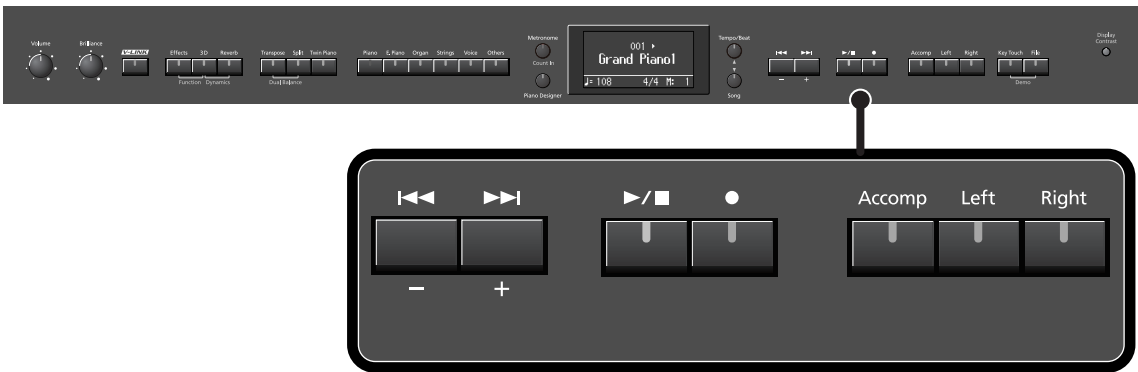 Volume
Brilliance
V-LINK
Effects 3D Reverb
Function Dynamics
Transpose Split Twin Piano
Dual Balance
Piano E. Piano Organ Strings Voice Others
Metronome
Count In
Piano Designer
001
Grand Piano1
♩= 108 4/4 M: 1
Tempo/Beat
Song
− +
Accomp Left Right
Key Touch File
Demo
Display
Contrast
Accomp Left Right
− +